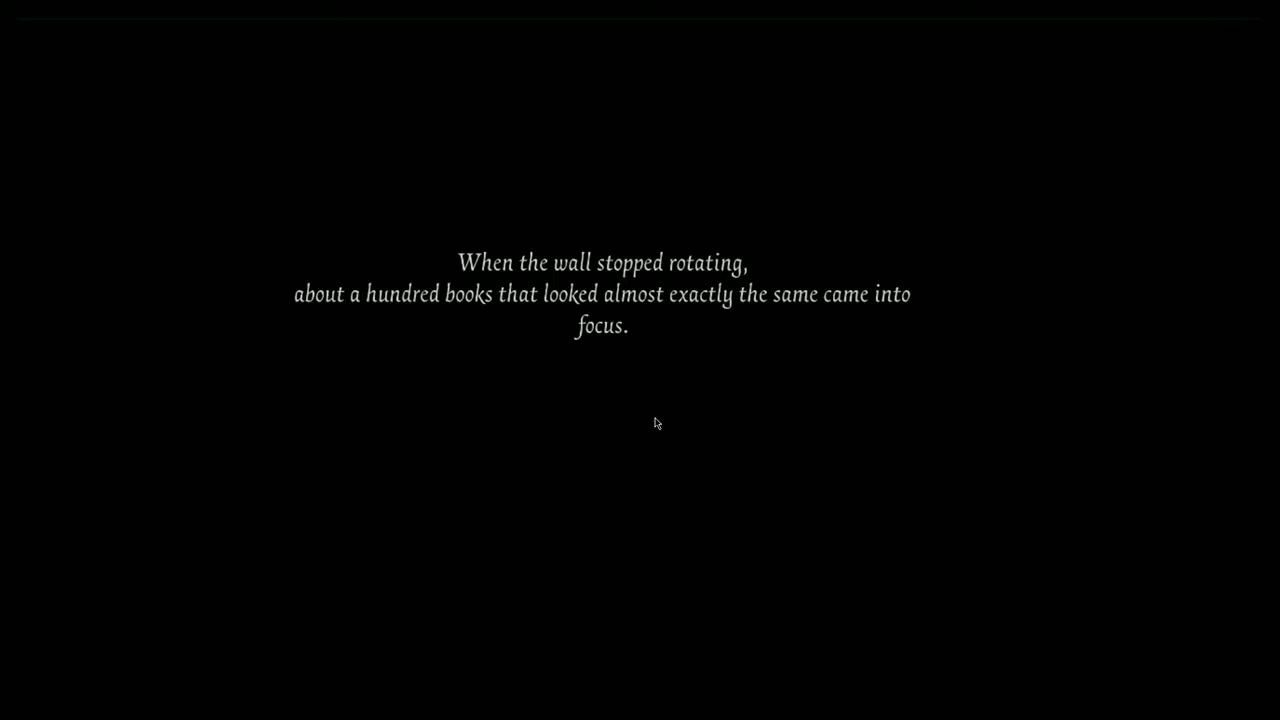 When the wall stopped rotating,
about a hundred books that looked almost exactly the same came into
focus.